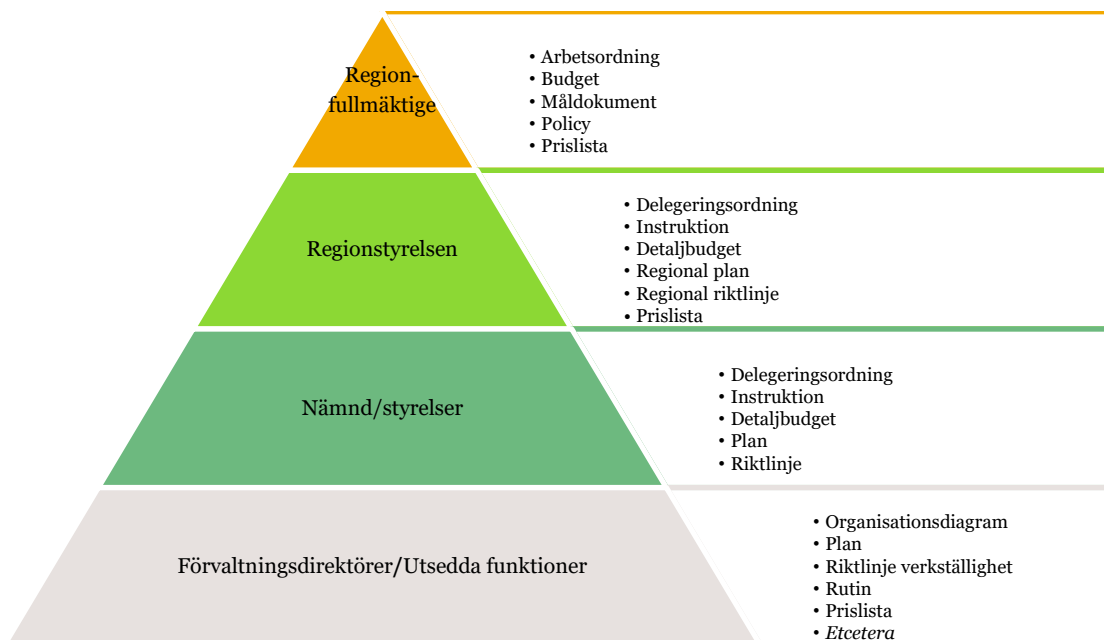 Region-
fullmäktige
• Arbetsordning
• Budget
• Måldokument
• Policy
• Prislista
Regionstyrelsen
• Delegeringsordning
• Instruktion
• Detaljbudget
• Regional plan
• Regional riktlinje
• Prislista
Nämnd/styrelser
• Delegeringsordning
• Instruktion
• Detaljbudget
• Plan
• Riktlinje
Förvaltningsdirektörer/Utsedda funktioner
• Organisationsdiagram
• Plan
• Riktlinje verkställighet
• Rutin
• Prislista
• Etcetera